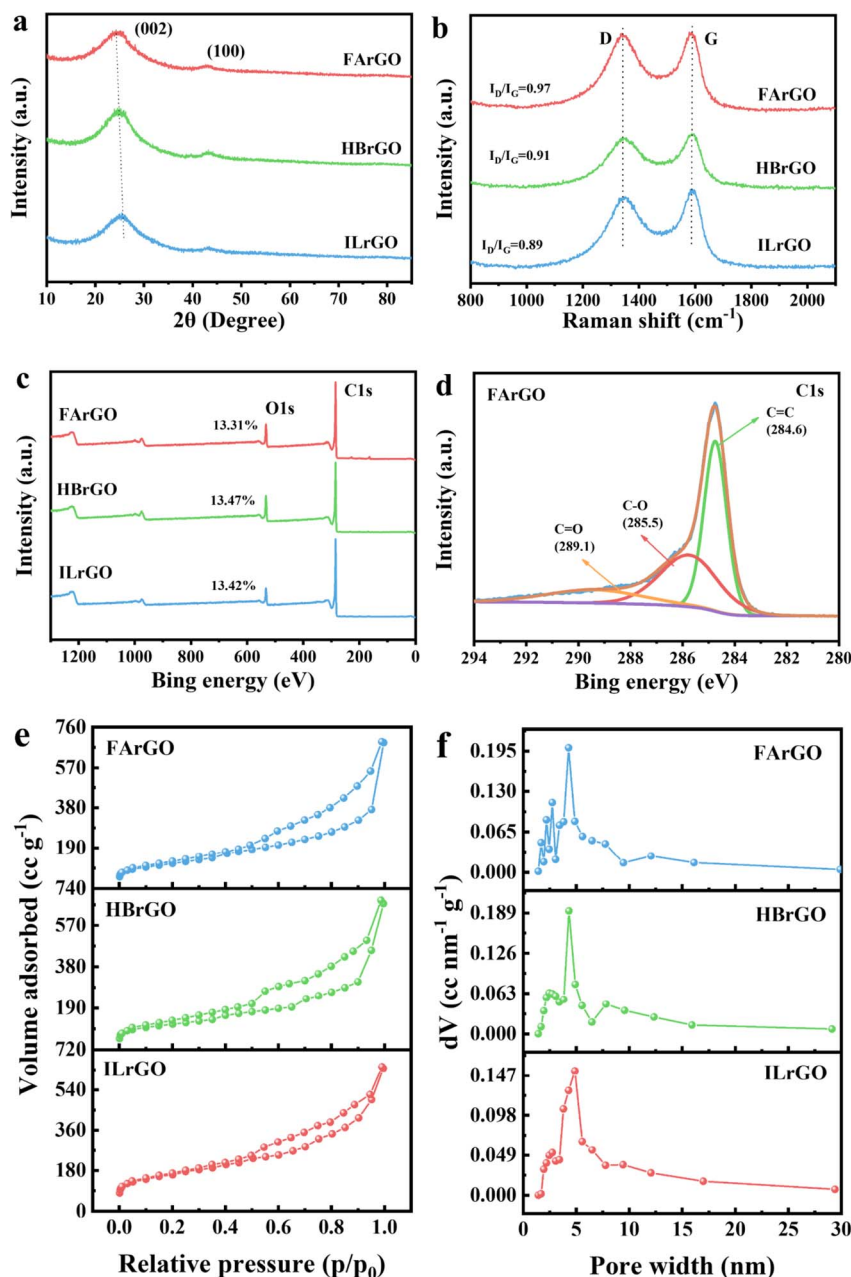 a
(002)
(100)
FArGO
HBrGO
ILrGO
Intensity (a.u.)
10 20 30 40 50 60 70 80
2θ (Degree)
b
D G
I_D/I_G=0.97
FArGO
I_D/I_G=0.91
HBrGO
I_D/I_G=0.89
ILrGO
Intensity (a.u.)
800 1000 1200 1400 1600 1800 2000
Raman shift (cm⁻¹)
c
C1s
O1s
FArGO
13.31%
HBrGO
13.47%
ILrGO
13.42%
Intensity (a.u.)
1200 1000 800 600 400 200 0
Bing energy (eV)
d
FArGO
C1s
C=C
(284.6)
C-O
(285.5)
C=O
(289.1)
Intensity (a.u.)
294 292 290 288 286 284 282 280
Bing energy (eV)
e
FArGO
760
570
380
190
740
HBrGO
570
380
190
720
ILrGO
540
360
180
0
Volume adsorbed (cc g⁻¹)
0.0 0.2 0.4 0.6 0.8 1.0
Relative pressure (p/p₀)
f
FArGO
0.195
0.130
0.065
0.000
HBrGO
0.189
0.126
0.063
0.000
ILrGO
0.147
0.098
0.049
0.000
dV (cc nm⁻¹ g⁻¹)
0 5 10 15 20 25 30
Pore width (nm)